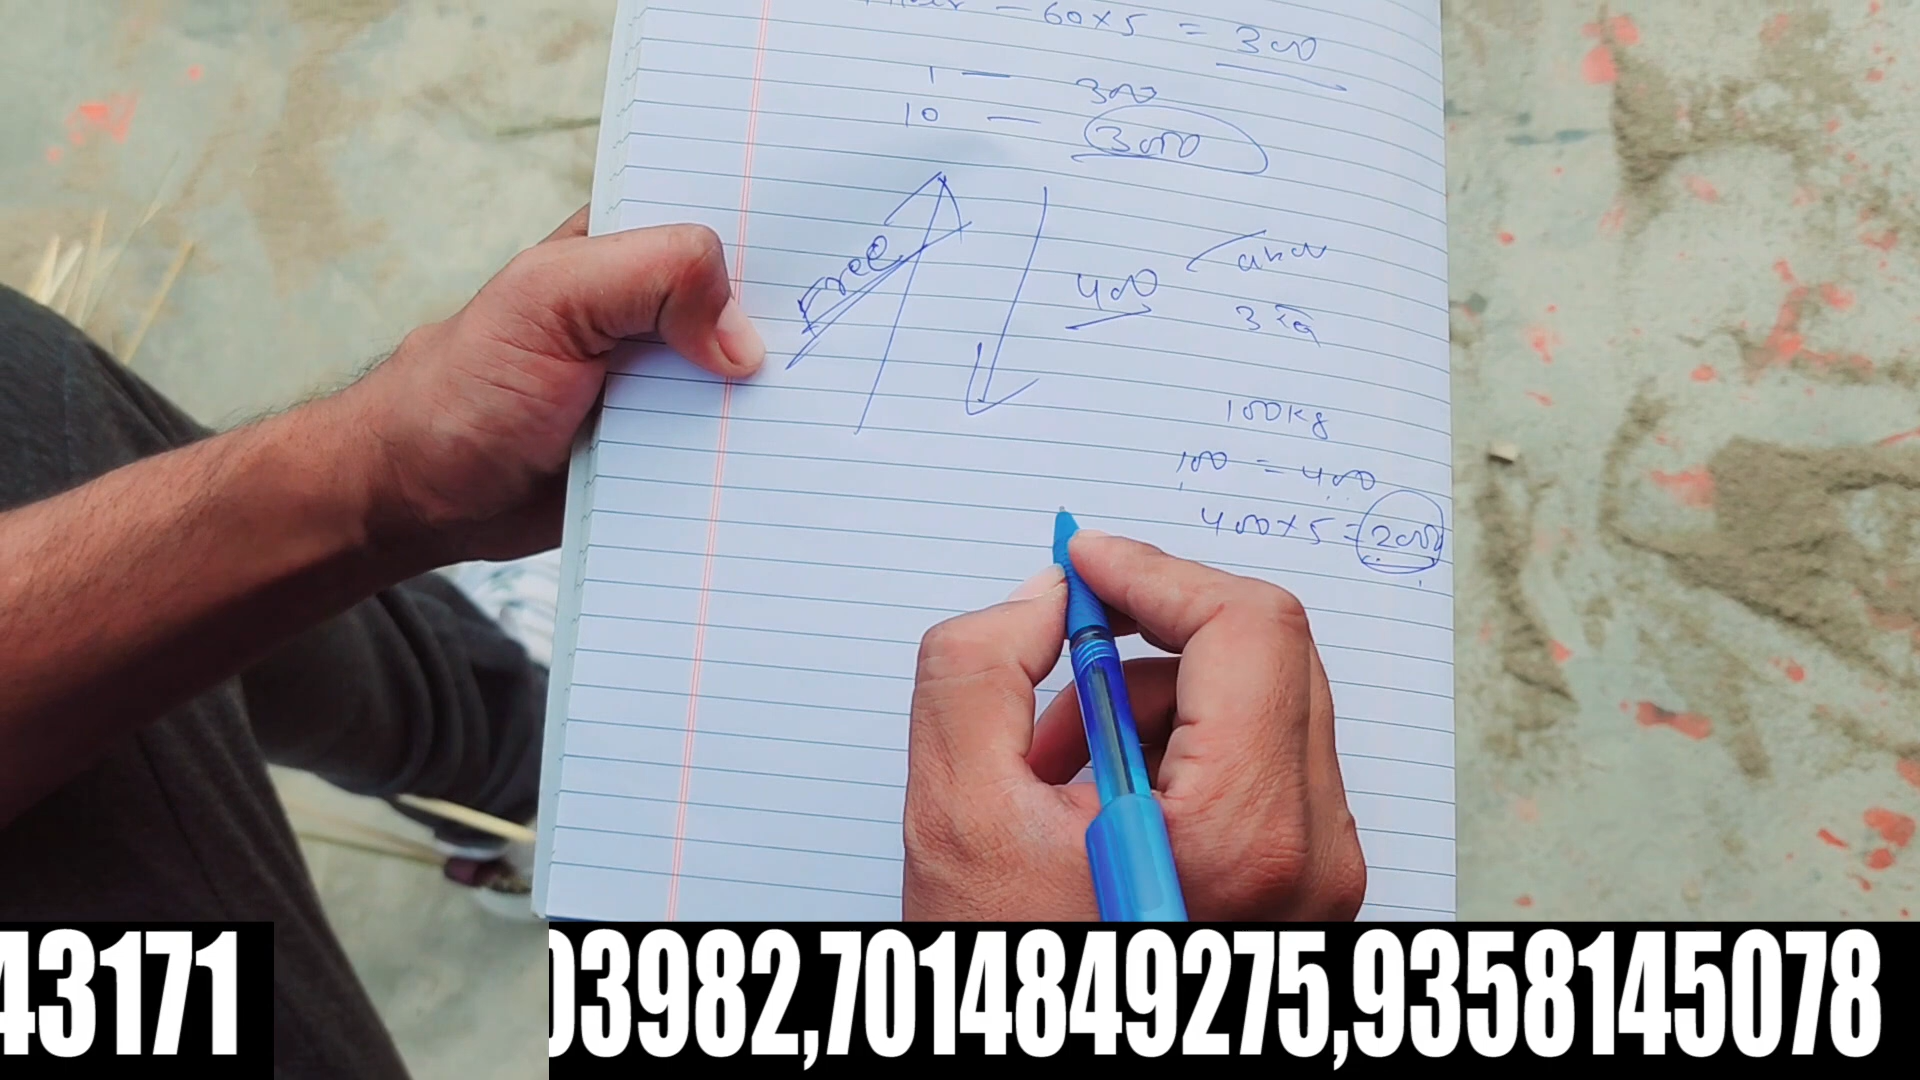 - 60 × 5 = 300
1 — 300
10 — 3000
Free
400
100kg
100 = 400
400 × 5 = 2000
43171
03982,7014849275,9358145078